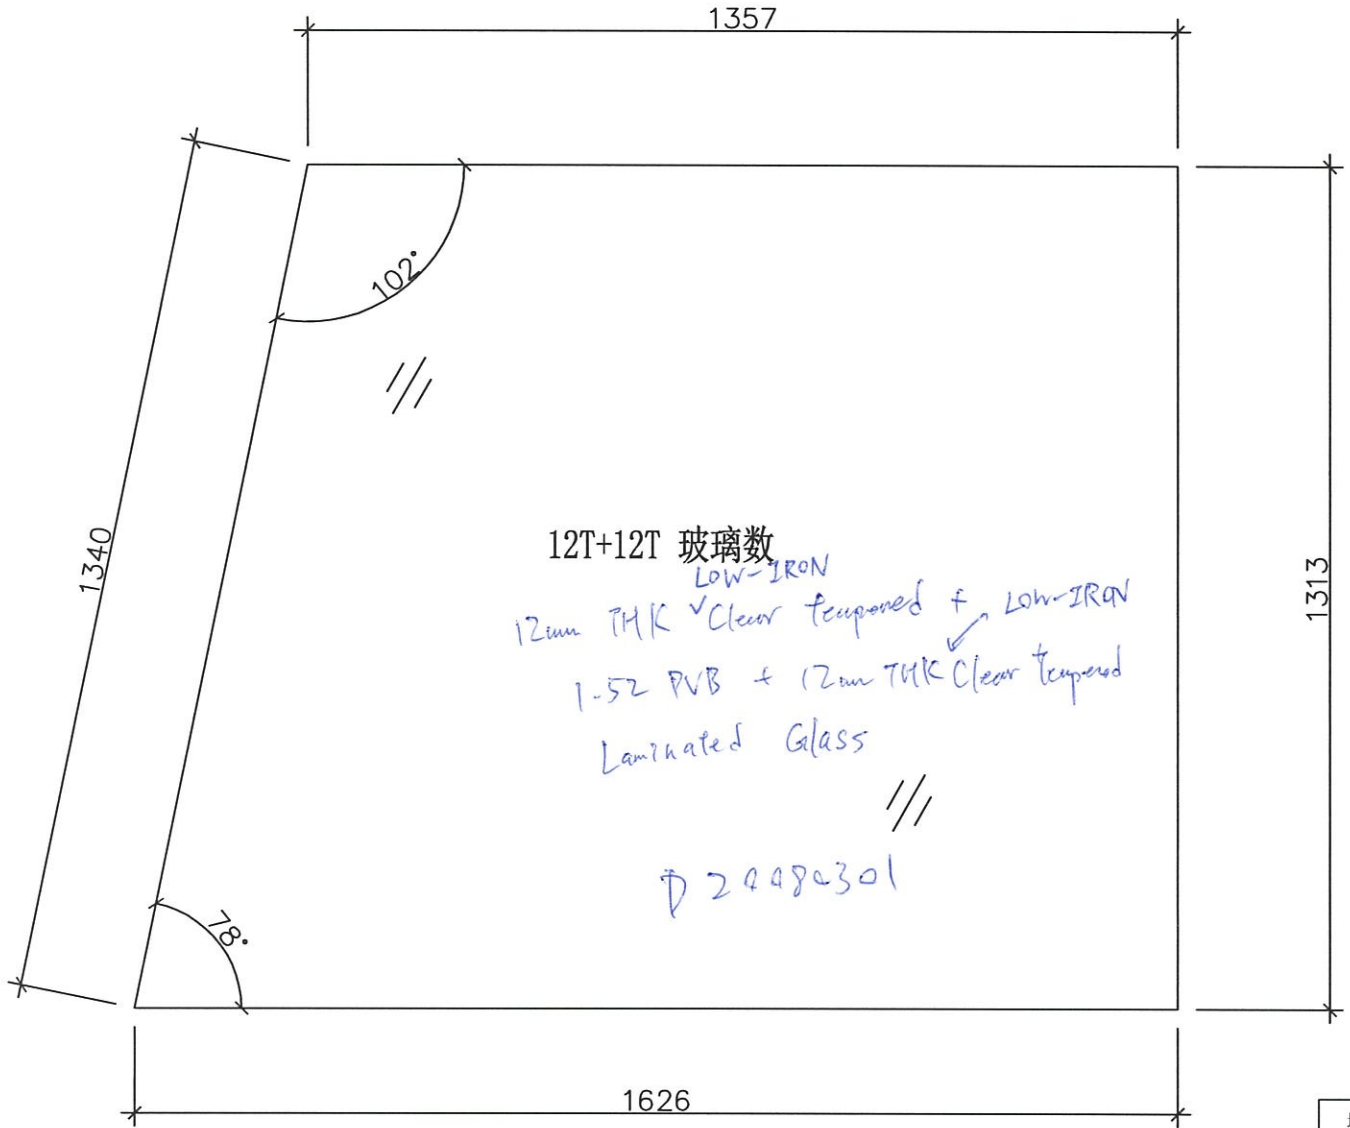 1357
102°
1340
12T+12T 玻璃数
LOW-IRON
12mm THK Clear tempered + LOW-IRON
1.52 PVB + 12mm THK Clear tempered
Laminated Glass
1313
78°
1626